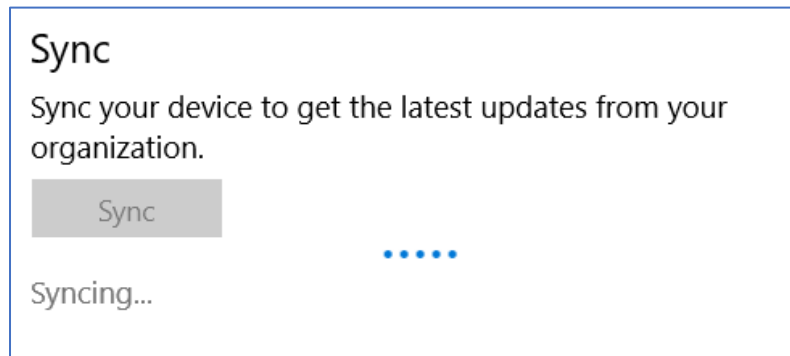 Sync
Sync your device to get the latest updates from your
organization.
Sync
Syncing...